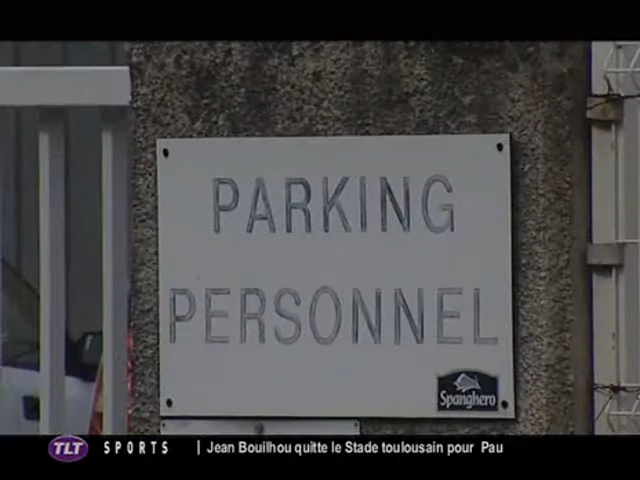 PARKING
PERSONNEL
Spanghero
TLT SPORTS | Jean Bouilhou quitte le Stade toulousain pour Pau